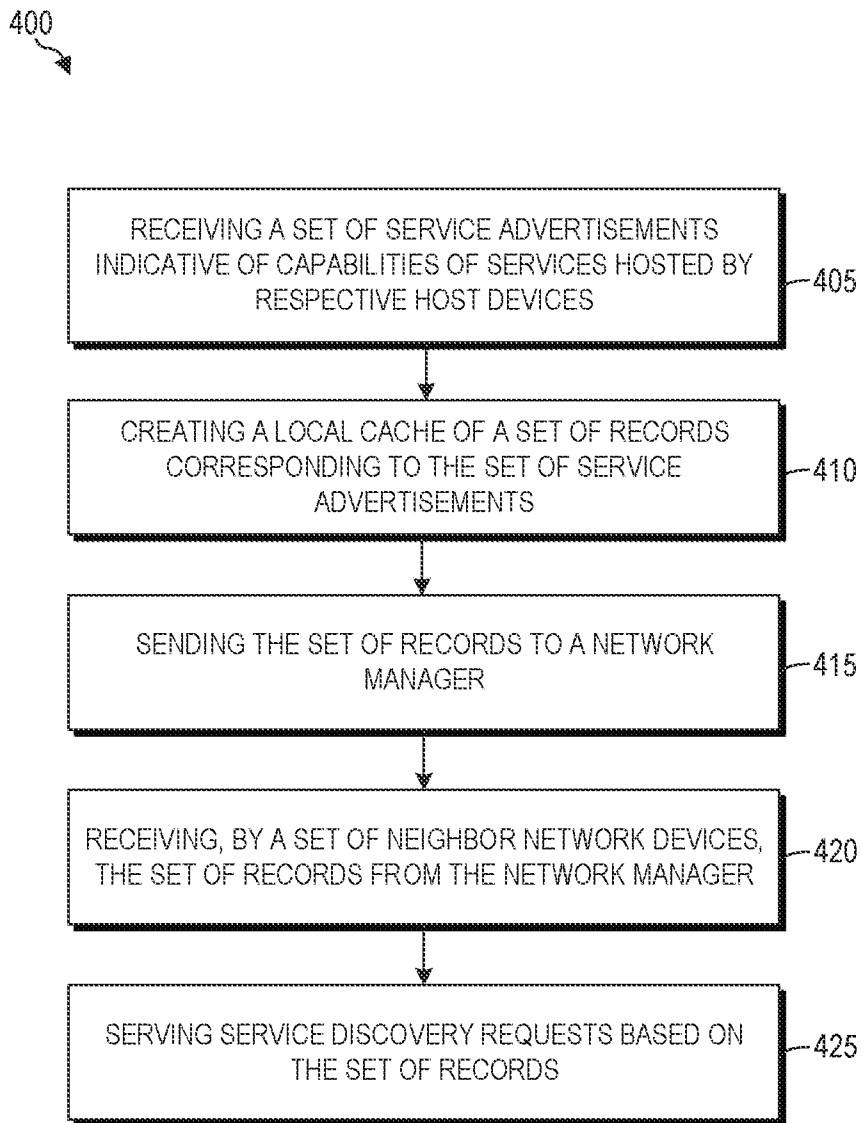 400
RECEIVING A SET OF SERVICE ADVERTISEMENTS
INDICATIVE OF CAPABILITIES OF SERVICES HOSTED BY
RESPECTIVE HOST DEVICES
405
CREATING A LOCAL CACHE OF A SET OF RECORDS
CORRESPONDING TO THE SET OF SERVICE
ADVERTISEMENTS
410
SENDING THE SET OF RECORDS TO A NETWORK
MANAGER
415
RECEIVING, BY A SET OF NEIGHBOR NETWORK DEVICES,
THE SET OF RECORDS FROM THE NETWORK MANAGER
420
SERVING SERVICE DISCOVERY REQUESTS BASED ON
THE SET OF RECORDS
425